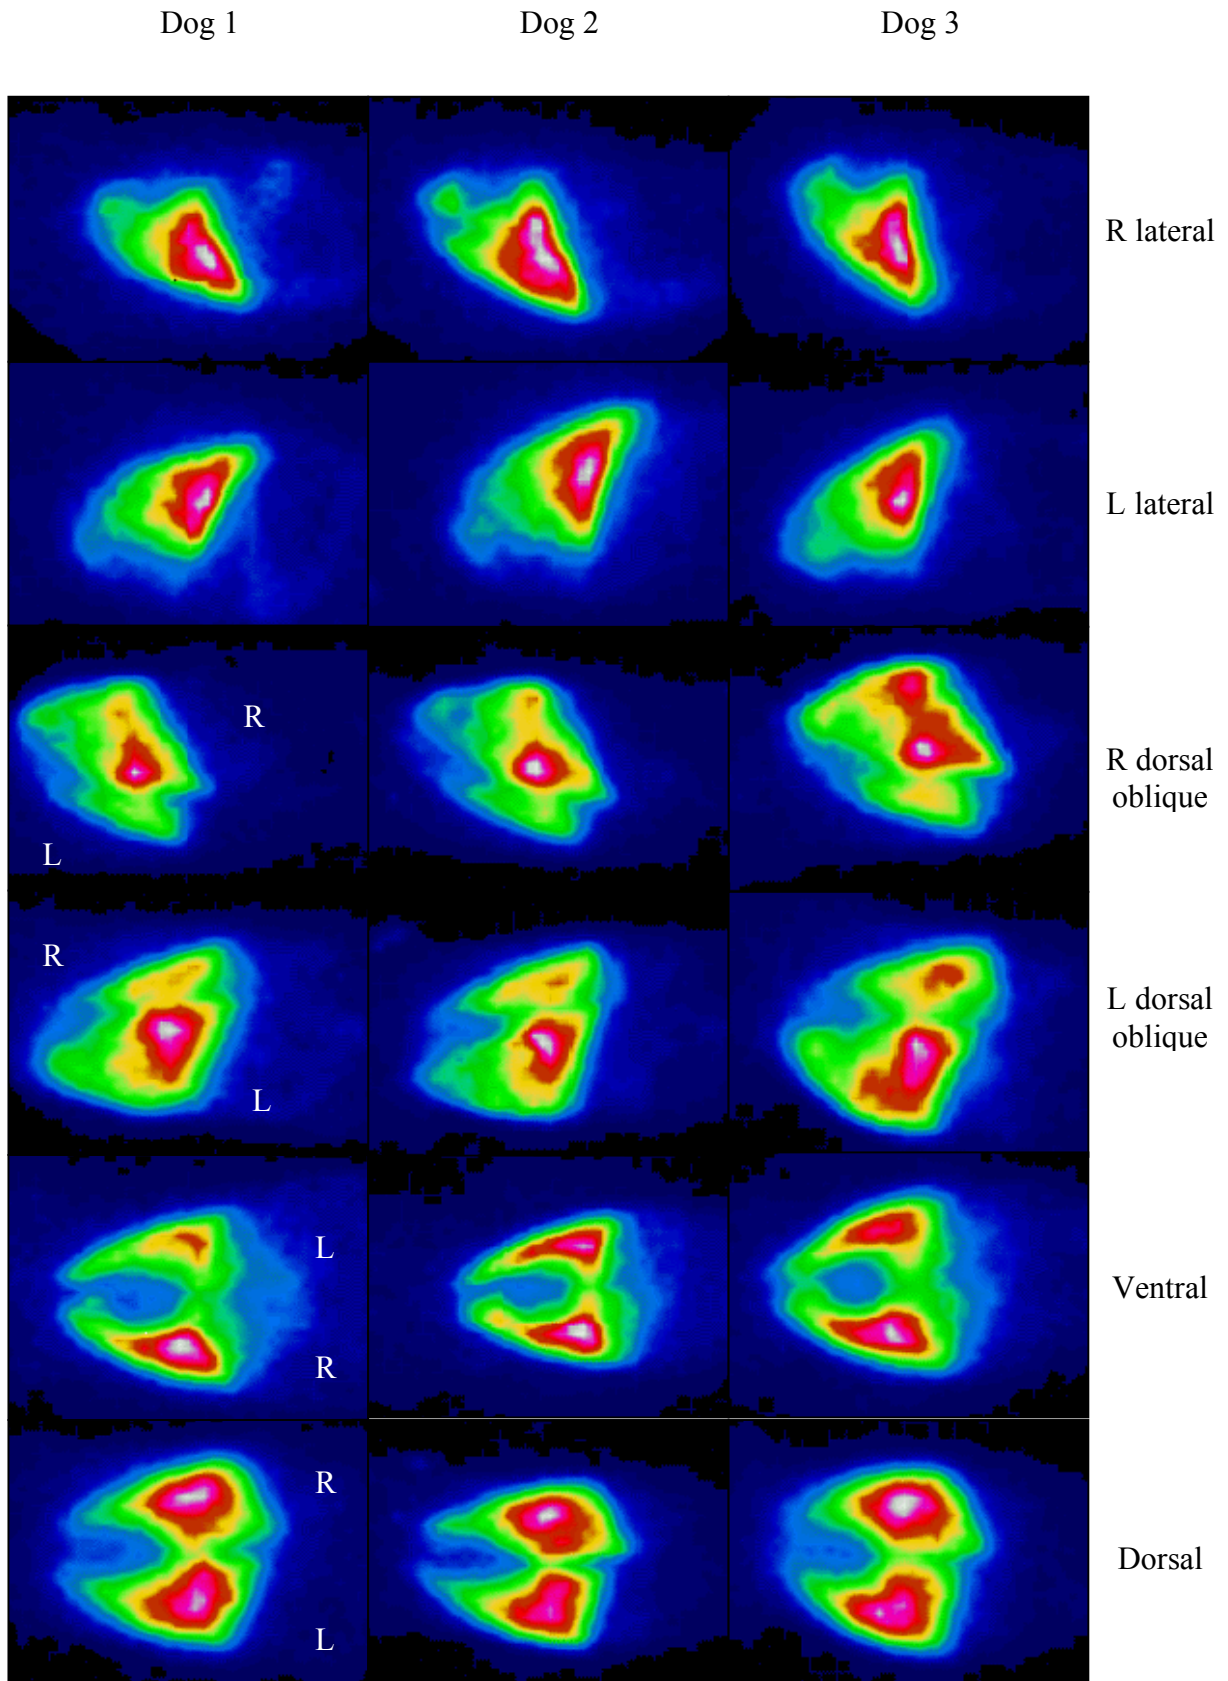 Dog 1 Dog 2 Dog 3
R lateral
L lateral
R
R dorsal
oblique
L
R
L dorsal
oblique
L
L
Ventral
R
R
Dorsal
L